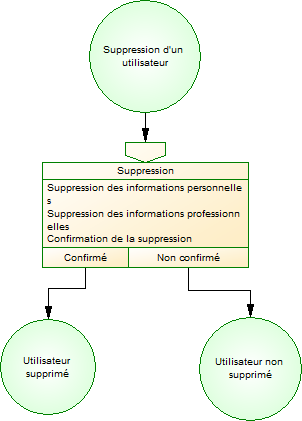 Suppression d'un
utilisateur
Suppression
Suppression des informations personnelle
s
Suppression des informations professionn
elles
Confirmation de la suppression
Confirmé
Non confirmé
Utilisateur
supprimé
Utilisateur non
supprimé